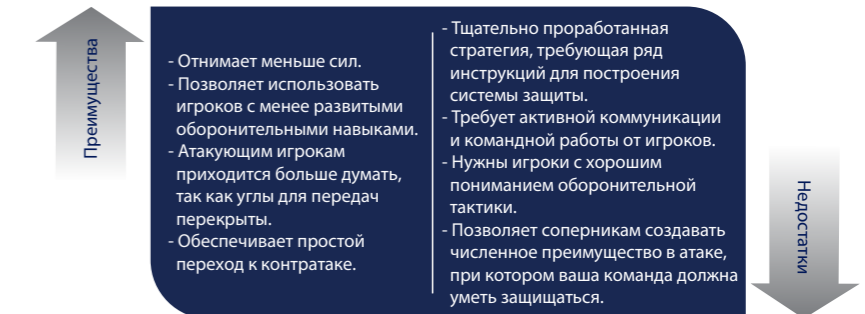 Преимущества
- Отнимает меньше сил.
- Позволяет использовать
игроков с менее развитыми
оборонительными навыками.
- Атакующим игрокам
приходится больше думать,
так как углы для передач
перекрыты.
- Обеспечивает простой
переход к контратаке.
- Тщательно проработанная
стратегия, требующая ряд
инструкций для построения
системы защиты.
- Требует активной коммуникации
и командной работы от игроков.
- Нужны игроки с хорошим
пониманием оборонительной
тактики.
- Позволяет соперникам создавать
численное преимущество в атаке,
при котором ваша команда должна
уметь защищаться.
Недостатки